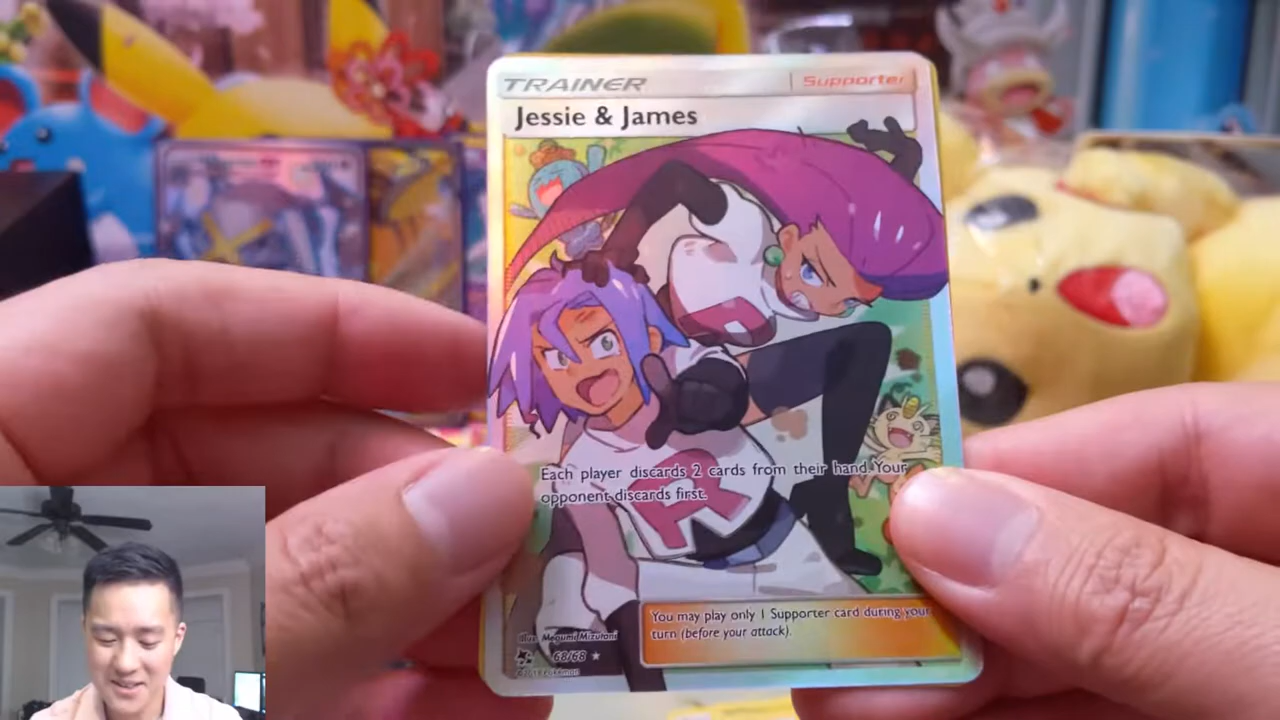 TRAINER
Supporter
Jessie & James
R
Each player discards 2 cards from their hand. Your
opponent discards first.
R
You may play only 1 Supporter card during your
turn (before your attack).
Illus. Megumi Mizutani
68/68